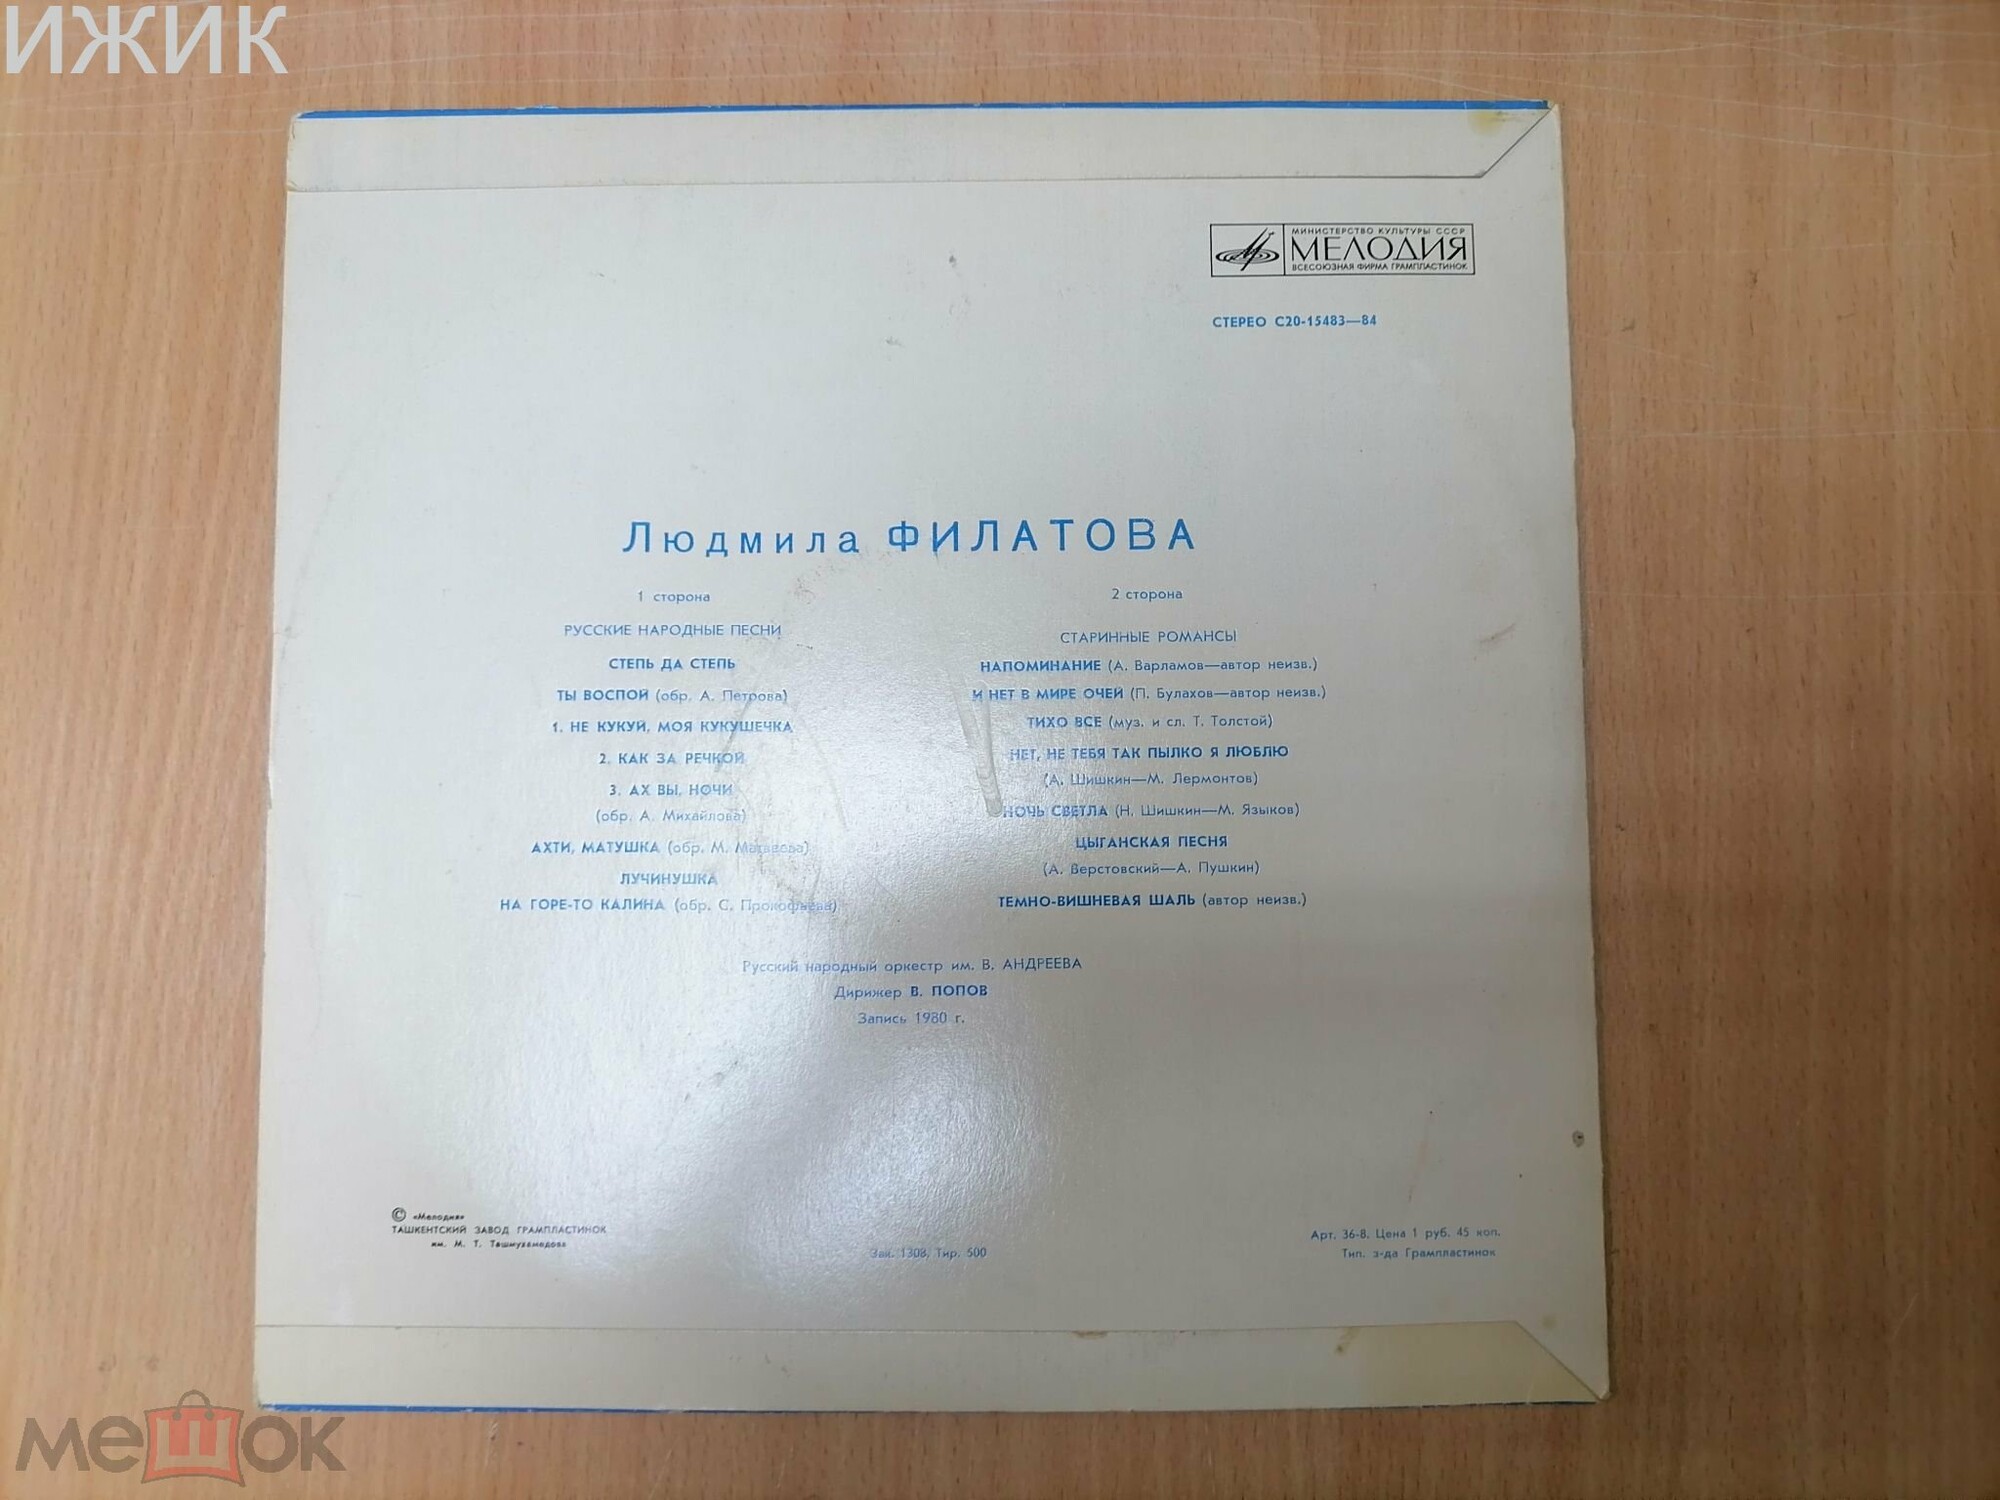 ИЖИК
МИНИСТЕРСТВО КУЛЬТУРЫ СССР
МЕЛОДИЯ
ВСЕСОЮЗНАЯ ФИРМА ГРАМПЛАСТИНОК
СТЕРЕО С20-15483—84
Людмила ФИЛАТОВА
1 сторона
РУССКИЕ НАРОДНЫЕ ПЕСНИ
СТЕПЬ ДА СТЕПЬ
ТЫ ВОСПОЙ (обр. А. Петрова)
1. НЕ КУКУЙ, МОЯ КУКУШЕЧКА
2. КАК ЗА РЕЧКОЙ
3. АХ ВЫ, НОЧИ
(обр. А. Михайлова)
АХТИ, МАТУШКА (обр. М. Матвеева)
ЛУЧИНУШКА
НА ГОРЕ-ТО КАЛИНА (обр. С. Прокофьева)
2 сторона
СТАРИННЫЕ РОМАНСЫ
НАПОМИНАНИЕ (А. Варламов—автор неизв.)
И НЕТ В МИРЕ ОЧЕЙ (П. Булахов—автор неизв.)
ТИХО ВСЕ (муз. и сл. Т. Толстой)
НЕТ, НЕ ТЕБЯ ТАК ПЫЛКО Я ЛЮБЛЮ
(А. Шишкин—М. Лермонтов)
НОЧЬ СВЕТЛА (Н. Шишкин—М. Языков)
ЦЫГАНСКАЯ ПЕСНЯ
(А. Верстовский—А. Пушкин)
ТЕМНО-ВИШНЕВАЯ ШАЛЬ (автор неизв.)
Русский народный оркестр им. В. АНДРЕЕВА
Дирижер В. ПОПОВ
Запись 1980 г.
© «Мелодия»
ТАШКЕНТСКИЙ ЗАВОД ГРАМПЛАСТИНОК
им. М. Т. Ташмухамедова
Зак. 1308, Тир. 500
Арт. 36-8. Цена 1 руб. 45 коп.
Тип. з-да Грампластинок
мешок